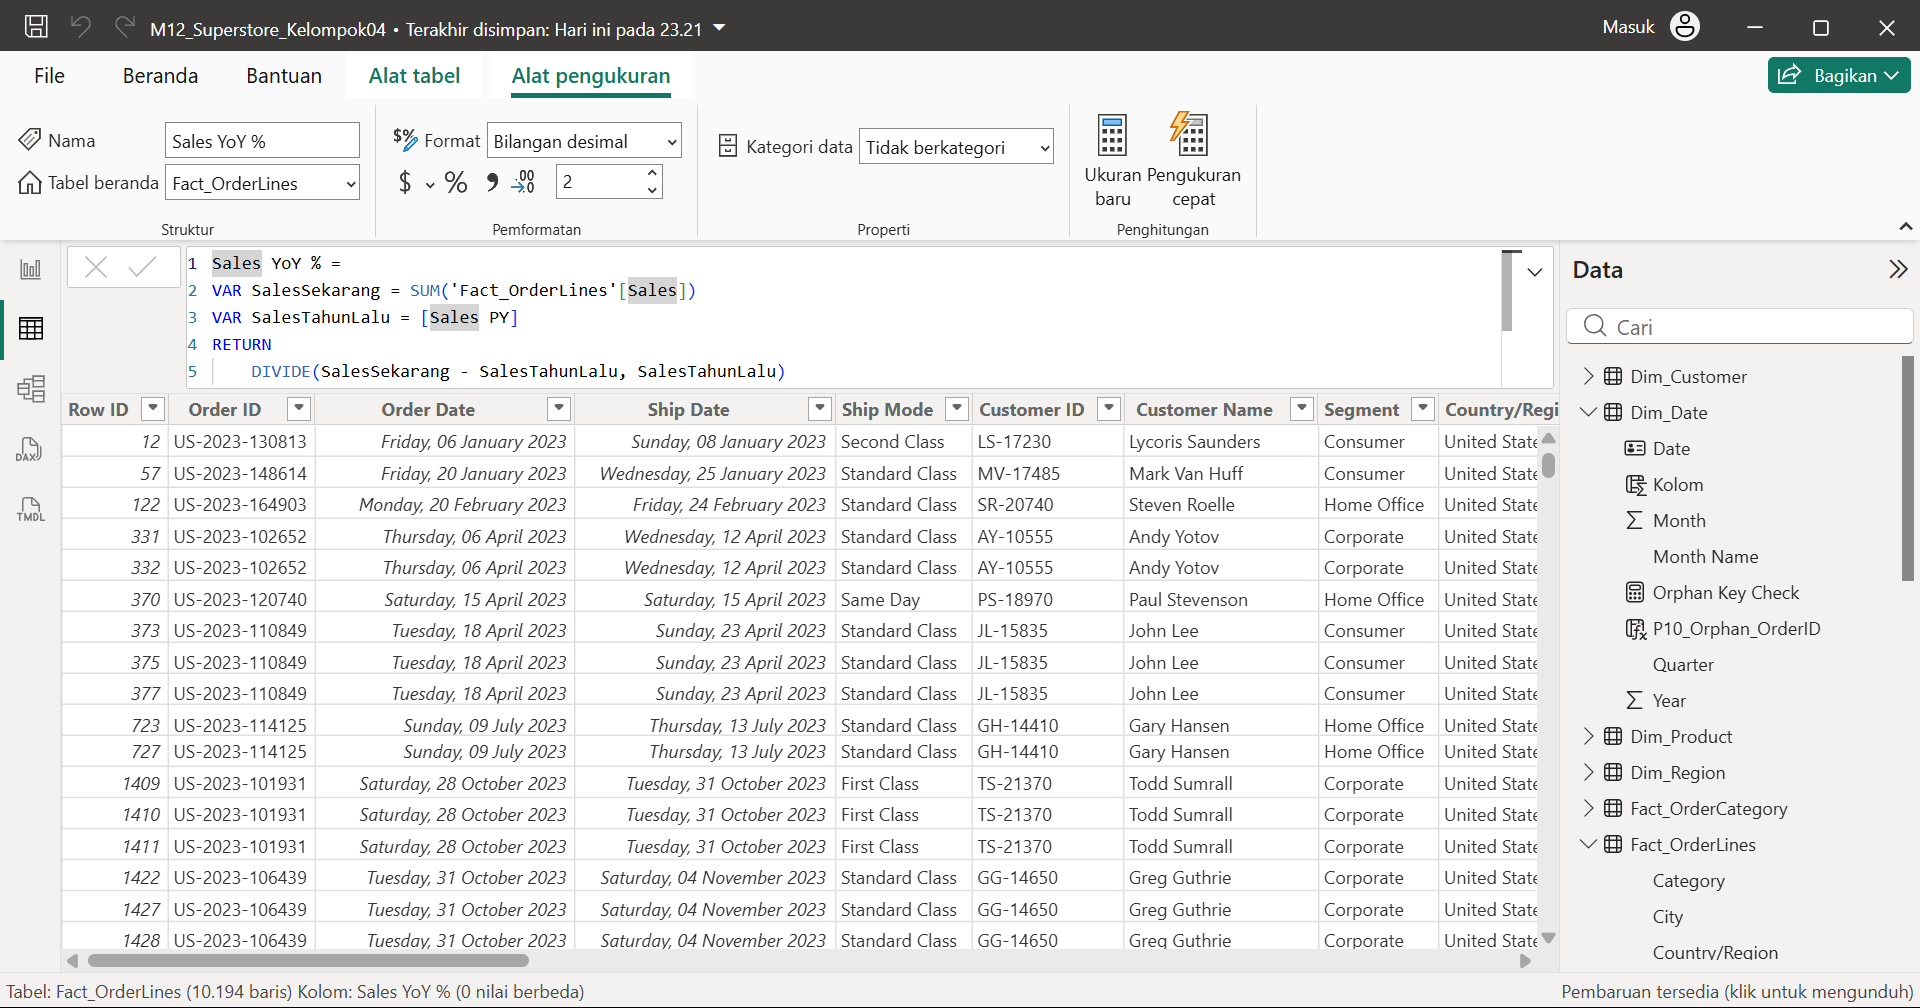 M12_Superstore_Kelompok04 • Terakhir disimpan: Hari ini pada 23.21
Masuk
File Beranda Bantuan Alat tabel Alat pengukuran
Bagikan
Nama Sales YoY %
Tabel beranda Fact_OrderLines
Struktur
$% Format Bilangan desimal
$ % 9 .00 →.0 2
Pemformatan
Kategori data Tidak berkategori
Properti
Ukuran baru
Pengukuran cepat
Penghitungan
1 Sales YoY % =
2 VAR SalesSekarang = SUM('Fact_OrderLines'[Sales])
3 VAR SalesTahunLalu = [Sales PY]
4 RETURN
5 DIVIDE(SalesSekarang - SalesTahunLalu, SalesTahunLalu)
DAX
TMDL
Row ID Order ID Order Date Ship Date Ship Mode Customer ID Customer Name Segment Country/Regi
12 US-2023-130813 Friday, 06 January 2023 Sunday, 08 January 2023 Second Class LS-17230 Lycoris Saunders Consumer United State
57 US-2023-148614 Friday, 20 January 2023 Wednesday, 25 January 2023 Standard Class MV-17485 Mark Van Huff Consumer United State
122 US-2023-164903 Monday, 20 February 2023 Friday, 24 February 2023 Standard Class SR-20740 Steven Roelle Home Office United State
331 US-2023-102652 Thursday, 06 April 2023 Wednesday, 12 April 2023 Standard Class AY-10555 Andy Yotov Corporate United State
332 US-2023-102652 Thursday, 06 April 2023 Wednesday, 12 April 2023 Standard Class AY-10555 Andy Yotov Corporate United State
370 US-2023-120740 Saturday, 15 April 2023 Saturday, 15 April 2023 Same Day PS-18970 Paul Stevenson Home Office United State
373 US-2023-110849 Tuesday, 18 April 2023 Sunday, 23 April 2023 Standard Class JL-15835 John Lee Consumer United State
375 US-2023-110849 Tuesday, 18 April 2023 Sunday, 23 April 2023 Standard Class JL-15835 John Lee Consumer United State
377 US-2023-110849 Tuesday, 18 April 2023 Sunday, 23 April 2023 Standard Class JL-15835 John Lee Consumer United State
723 US-2023-114125 Sunday, 09 July 2023 Thursday, 13 July 2023 Standard Class GH-14410 Gary Hansen Home Office United State
727 US-2023-114125 Sunday, 09 July 2023 Thursday, 13 July 2023 Standard Class GH-14410 Gary Hansen Home Office United State
1409 US-2023-101931 Saturday, 28 October 2023 Tuesday, 31 October 2023 First Class TS-21370 Todd Sumrall Corporate United State
1410 US-2023-101931 Saturday, 28 October 2023 Tuesday, 31 October 2023 First Class TS-21370 Todd Sumrall Corporate United State
1411 US-2023-101931 Saturday, 28 October 2023 Tuesday, 31 October 2023 First Class TS-21370 Todd Sumrall Corporate United State
1422 US-2023-106439 Tuesday, 31 October 2023 Saturday, 04 November 2023 Standard Class GG-14650 Greg Guthrie Corporate United State
1427 US-2023-106439 Tuesday, 31 October 2023 Saturday, 04 November 2023 Standard Class GG-14650 Greg Guthrie Corporate United State
1428 US-2023-106439 Tuesday, 31 October 2023 Saturday, 04 November 2023 Standard Class GG-14650 Greg Guthrie Corporate United State
Data
Cari
Dim_Customer
Dim_Date
Date
Kolom
Month
Month Name
Orphan Key Check
P10_Orphan_OrderID
Quarter
Year
Dim_Product
Dim_Region
Fact_OrderCategory
Fact_OrderLines
Category
City
Country/Region
Tabel: Fact_OrderLines (10.194 baris) Kolom: Sales YoY % (0 nilai berbeda)
Pembaruan tersedia (klik untuk mengunduh)